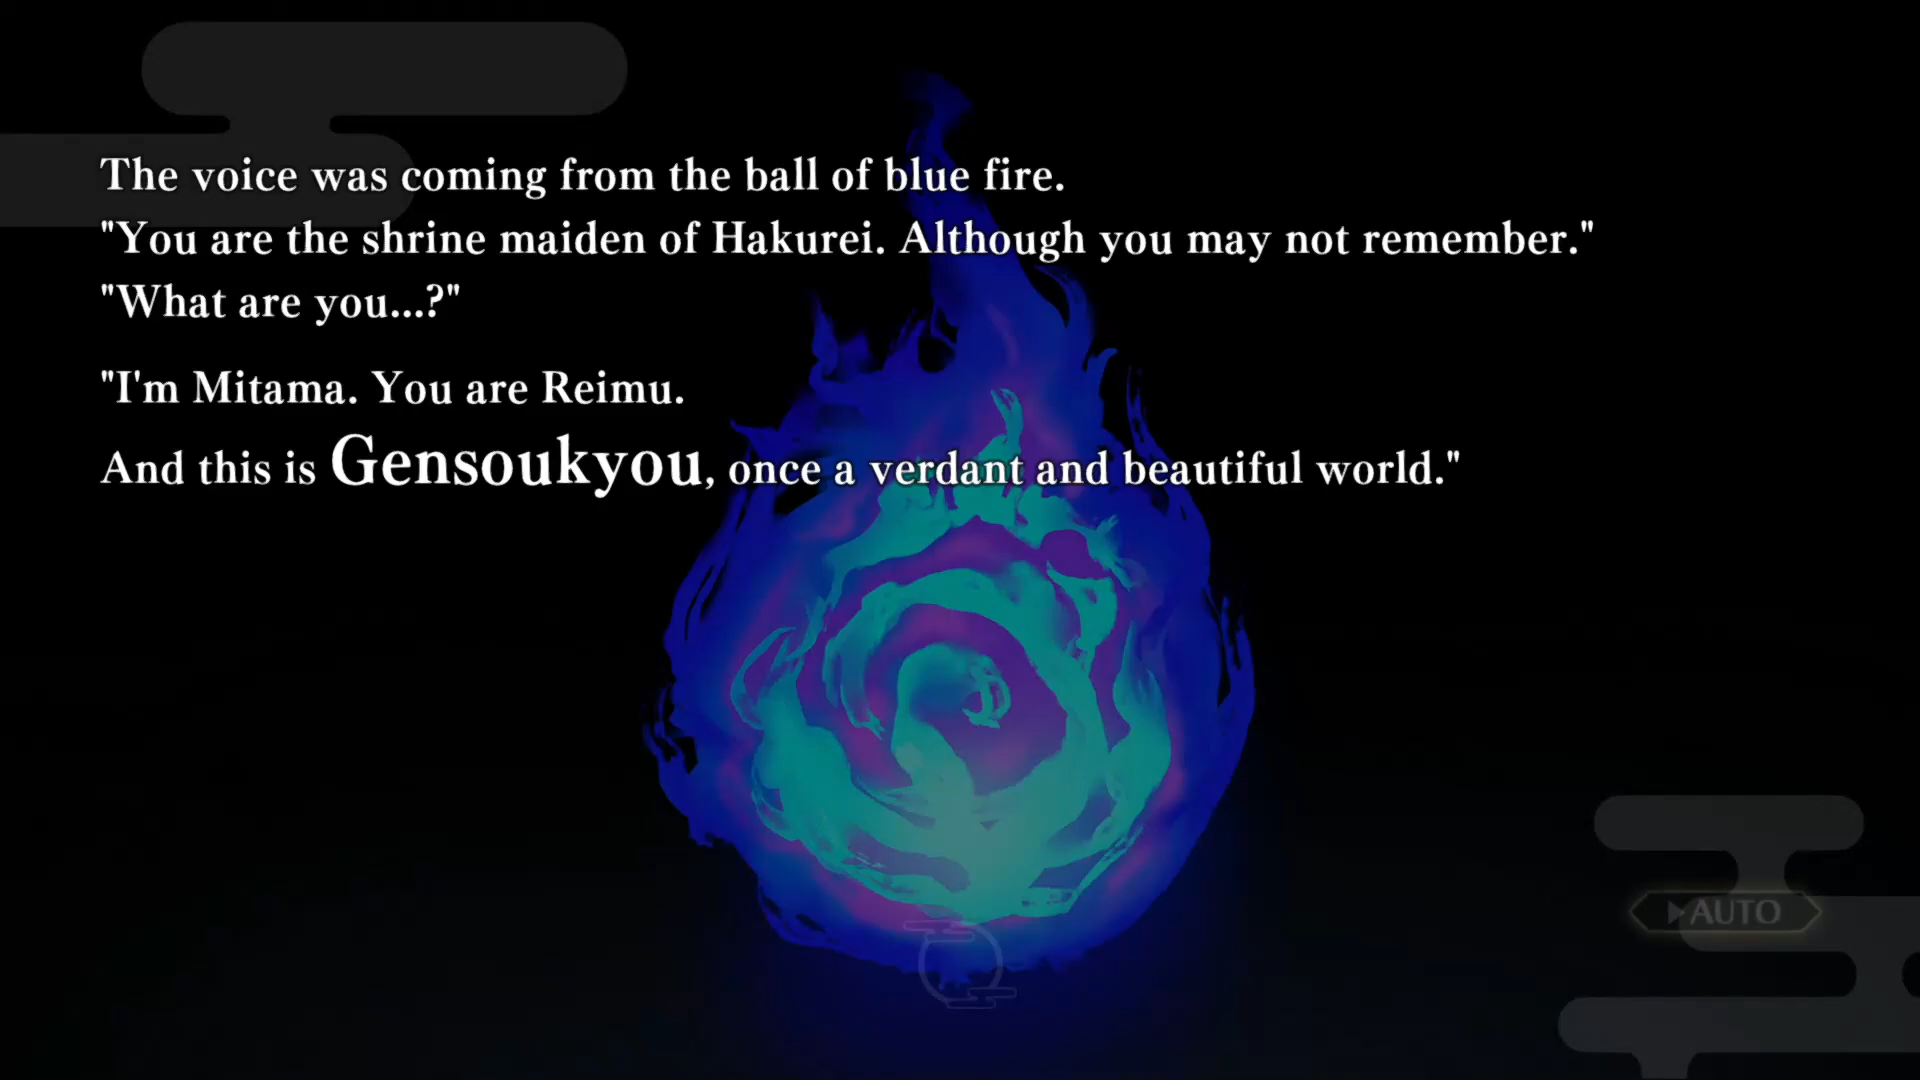 The voice was coming from the ball of blue fire.
"You are the shrine maiden of Hakurei. Although you may not remember."
"What are you...?"
"I'm Mitama. You are Reimu.
And this is Gensoukyou, once a verdant and beautiful world."
AUTO